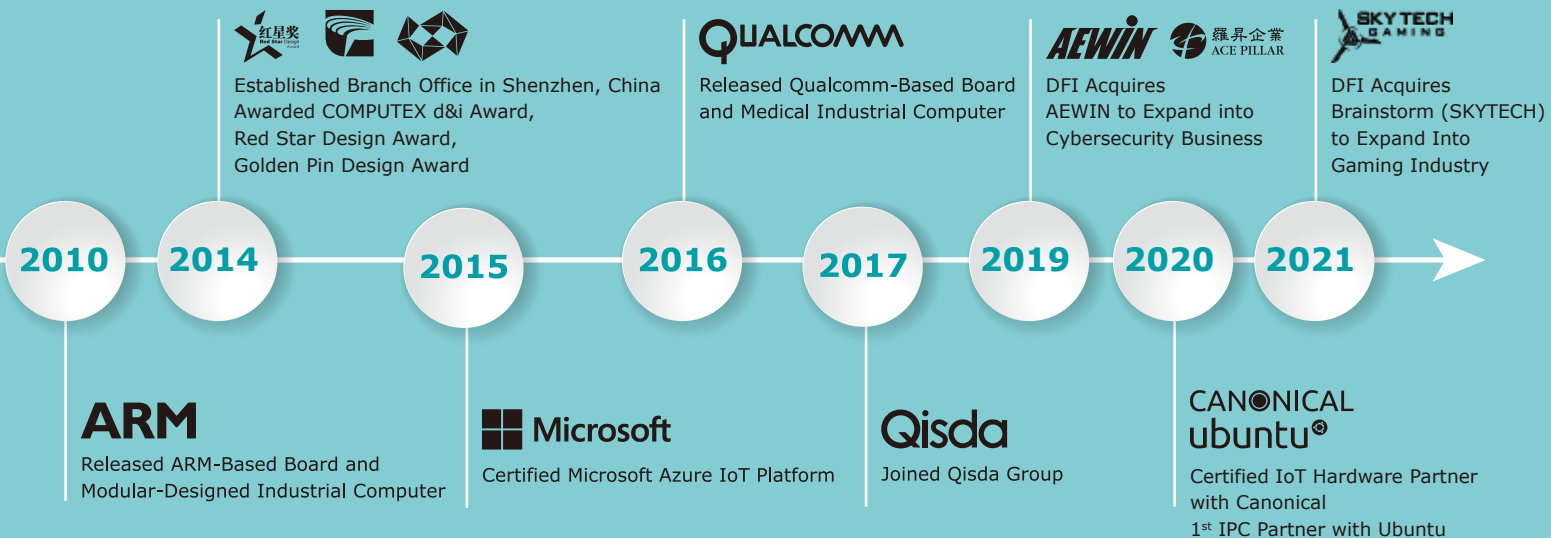 红星奖
Red Star Design
Award
Established Branch Office in Shenzhen, China
Awarded COMPUTEX d&i Award,
Red Star Design Award,
Golden Pin Design Award
QUALCOMM
Released Qualcomm-Based Board
and Medical Industrial Computer
AEWIN
羅昇企業
ACE PILLAR
DFI Acquires
AEWIN to Expand into
Cybersecurity Business
SKYTECH
GAMING
DFI Acquires
Brainstorm (SKYTECH)
to Expand Into
Gaming Industry
2010
2014
2015
2016
2017
2019
2020
2021
ARM
Released ARM-Based Board and
Modular-Designed Industrial Computer
Microsoft
Certified Microsoft Azure IoT Platform
Qisda
Joined Qisda Group
CANONICAL
ubuntu
Certified IoT Hardware Partner
with Canonical
1st IPC Partner with Ubuntu